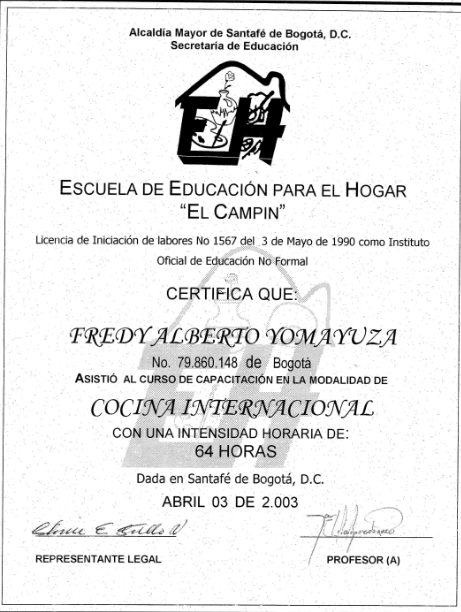 Alcaldía Mayor de Santafé de Bogotá, D.C.
Secretaria de Educación
EH
ESCUELA DE EDUCACIÓN PARA EL HOGAR
“EL CAMPIN”
Licencia de Iniciación de labores No 1567 del 3 de Mayo de 1990 como Instituto
Oficial de Educación No Formal
CERTIFICA QUE:
FREDY ALBERTO YOMAYUZA
No. 79.860.148 de Bogotá
ASISTIÓ AL CURSO DE CAPACITACIÓN EN LA MODALIDAD DE
COCINA INTERNACIONAL
CON UNA INTENSIDAD HORARIA DE:
64 HORAS
Dada en Santafé de Bogotá, D.C.
ABRIL 03 DE 2.003
REPRESENTANTE LEGAL
PROFESOR (A)